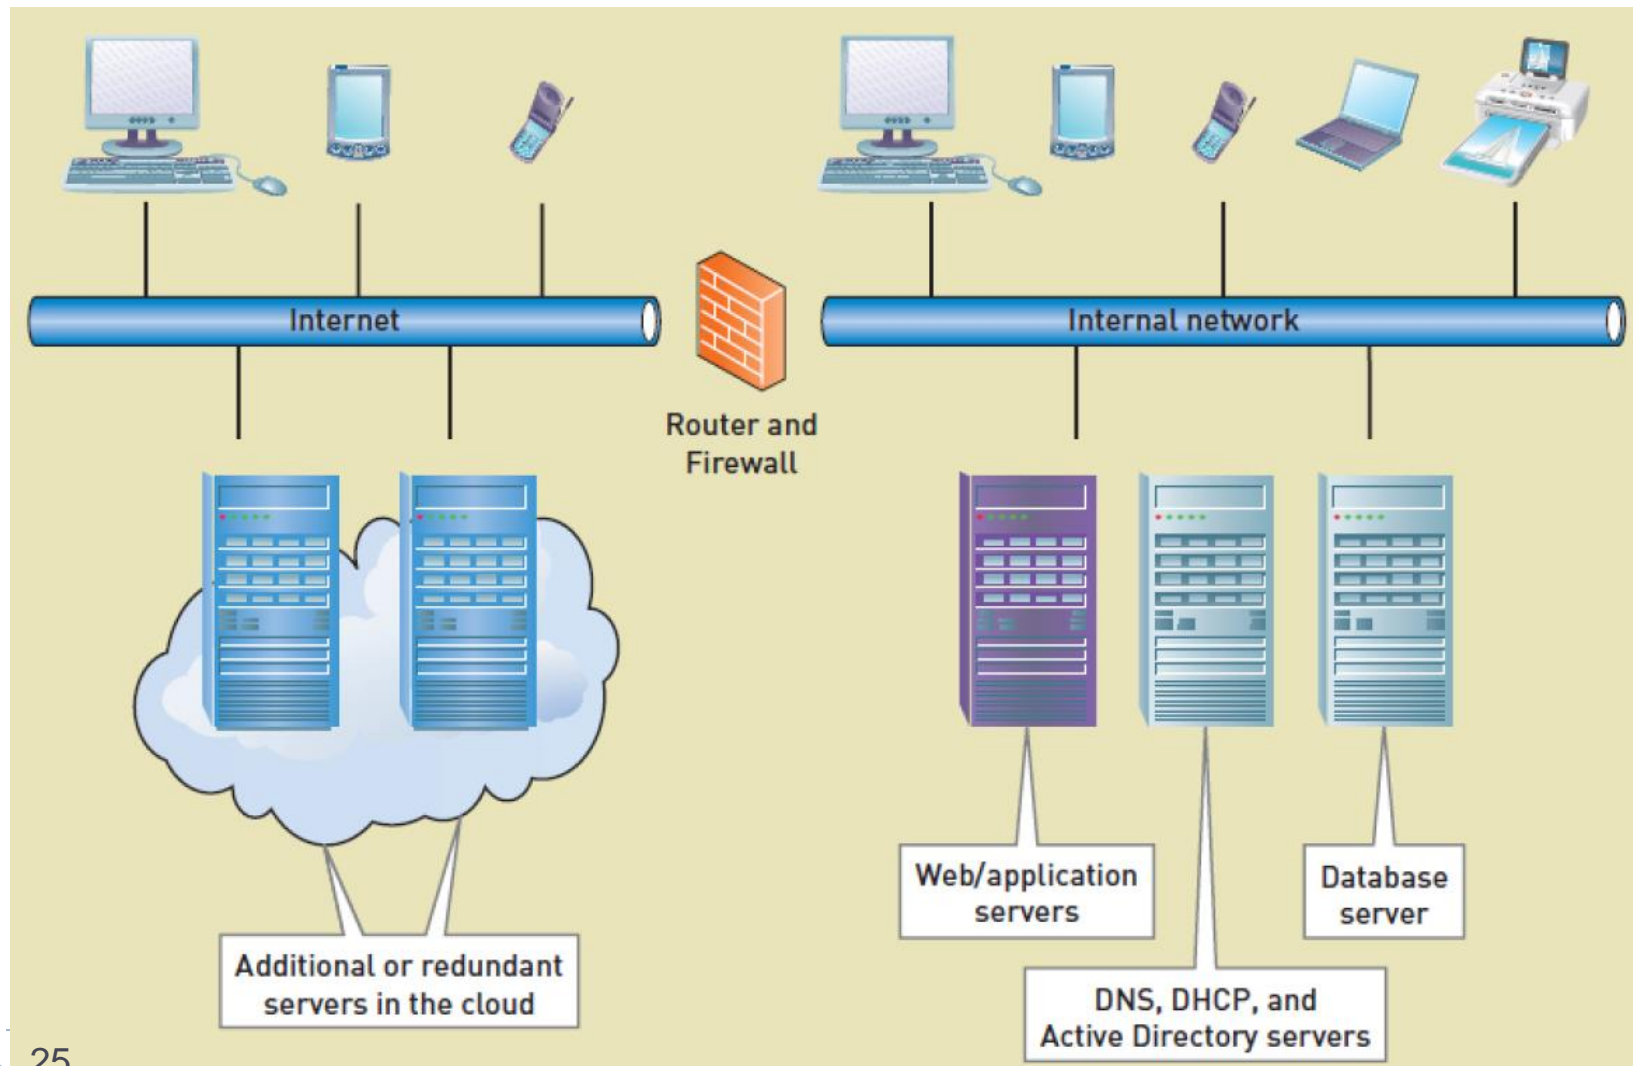 Internet
Internal network
Router and
Firewall
Web/application
servers
Database
server
Additional or redundant
servers in the cloud
DNS, DHCP, and
Active Directory servers
25